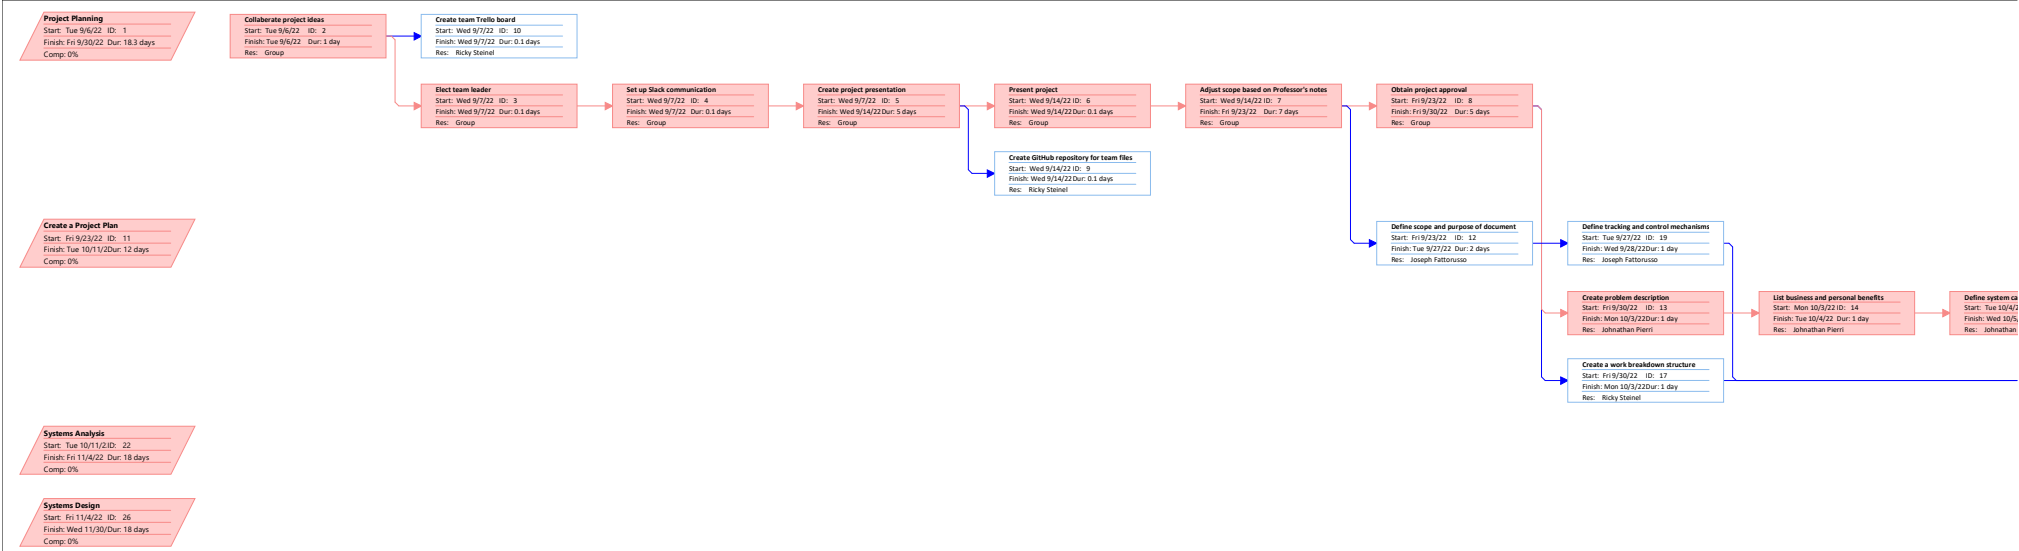 Project Planning
Start: Tue 9/6/22 ID: 1
Finish: Fri 9/30/22 Dur: 18.3 days
Comp: 0%
Collaberate project ideas
Start: Tue 9/6/22 ID: 2
Finish: Tue 9/6/22 Dur: 1 day
Res: Group
Create team Trello board
Start: Wed 9/7/22 ID: 10
Finish: Wed 9/7/22 Dur: 0.1 days
Res: Ricky Steinel
Elect team leader
Start: Wed 9/7/22 ID: 3
Finish: Wed 9/7/22 Dur: 0.1 days
Res: Group
Set up Slack communication
Start: Wed 9/7/22 ID: 4
Finish: Wed 9/7/22 Dur: 0.1 days
Res: Group
Create project presentation
Start: Wed 9/7/22 ID: 5
Finish: Wed 9/14/22 Dur: 5 days
Res: Group
Present project
Start: Wed 9/14/22 ID: 6
Finish: Wed 9/14/22 Dur: 0.1 days
Res: Group
Adjust scope based on Professor's notes
Start: Wed 9/14/22 ID: 7
Finish: Fri 9/23/22 Dur: 7 days
Res: Group
Obtain project approval
Start: Fri 9/23/22 ID: 8
Finish: Fri 9/30/22 Dur: 5 days
Res: Group
Create GitHub repository for team files
Start: Wed 9/14/22 ID: 9
Finish: Wed 9/14/22 Dur: 0.1 days
Res: Ricky Steinel
Create a Project Plan
Start: Fri 9/23/22 ID: 11
Finish: Tue 10/11/2 Dur: 12 days
Comp: 0%
Define scope and purpose of document
Start: Fri 9/23/22 ID: 12
Finish: Tue 9/27/22 Dur: 2 days
Res: Joseph Fattorusso
Define tracking and control mechanisms
Start: Tue 9/27/22 ID: 19
Finish: Wed 9/28/22 Dur: 1 day
Res: Joseph Fattorusso
Create problem description
Start: Fri 9/30/22 ID: 13
Finish: Mon 10/3/22 Dur: 1 day
Res: Johnathan Pierri
List business and personal benefits
Start: Mon 10/3/22 ID: 14
Finish: Tue 10/4/22 Dur: 1 day
Res: Johnathan Pierri
Define system ca
Start: Tue 10/4/2
Finish: Wed 10/5/
Res: Johnathan
Create a work breakdown structure
Start: Fri 9/30/22 ID: 17
Finish: Mon 10/3/22 Dur: 1 day
Res: Ricky Steinel
Systems Analysis
Start: Tue 10/11/2 ID: 22
Finish: Fri 11/4/22 Dur: 18 days
Comp: 0%
Systems Design
Start: Fri 11/4/22 ID: 26
Finish: Wed 11/30/ Dur: 18 days
Comp: 0%